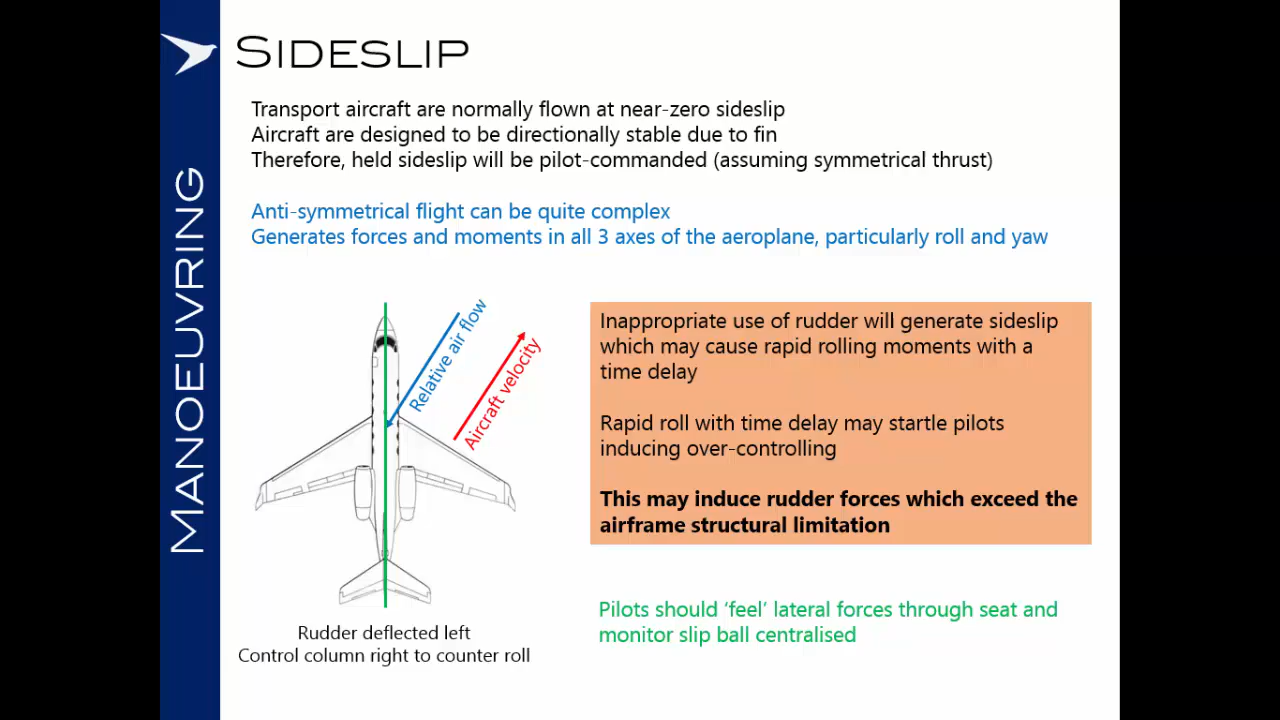 SIDESLIP
Transport aircraft are normally flown at near-zero sideslip
Aircraft are designed to be directionally stable due to fin
Therefore, held sideslip will be pilot-commanded (assuming symmetrical thrust)
Anti-symmetrical flight can be quite complex
Generates forces and moments in all 3 axes of the aeroplane, particularly roll and yaw
MANOEUVRING
Relative air flow
Aircraft velocity
Rudder deflected left
Control column right to counter roll
Inappropriate use of rudder will generate sideslip
which may cause rapid rolling moments with a
time delay
Rapid roll with time delay may startle pilots
inducing over-controlling
This may induce rudder forces which exceed the
airframe structural limitation
Pilots should ‘feel’ lateral forces through seat and
monitor slip ball centralised